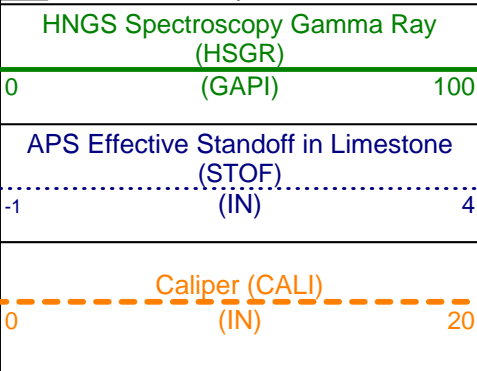 HNGS Spectroscopy Gamma Ray
(HSGR)
0 (GAPI) 100
APS Effective Standoff in Limestone
(STOF)
-1 (IN) 4
Caliper (CALI)
0 (IN) 20